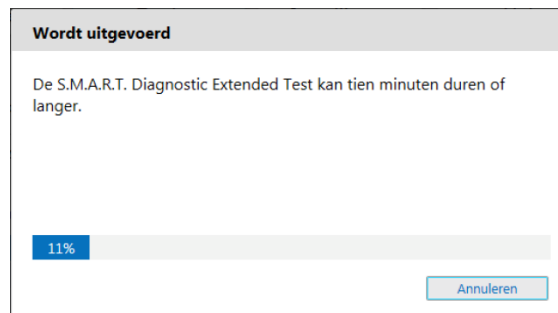 Wordt uitgevoerd
De S.M.A.R.T. Diagnostic Extended Test kan tien minuten duren of
langer.
11%
Annuleren